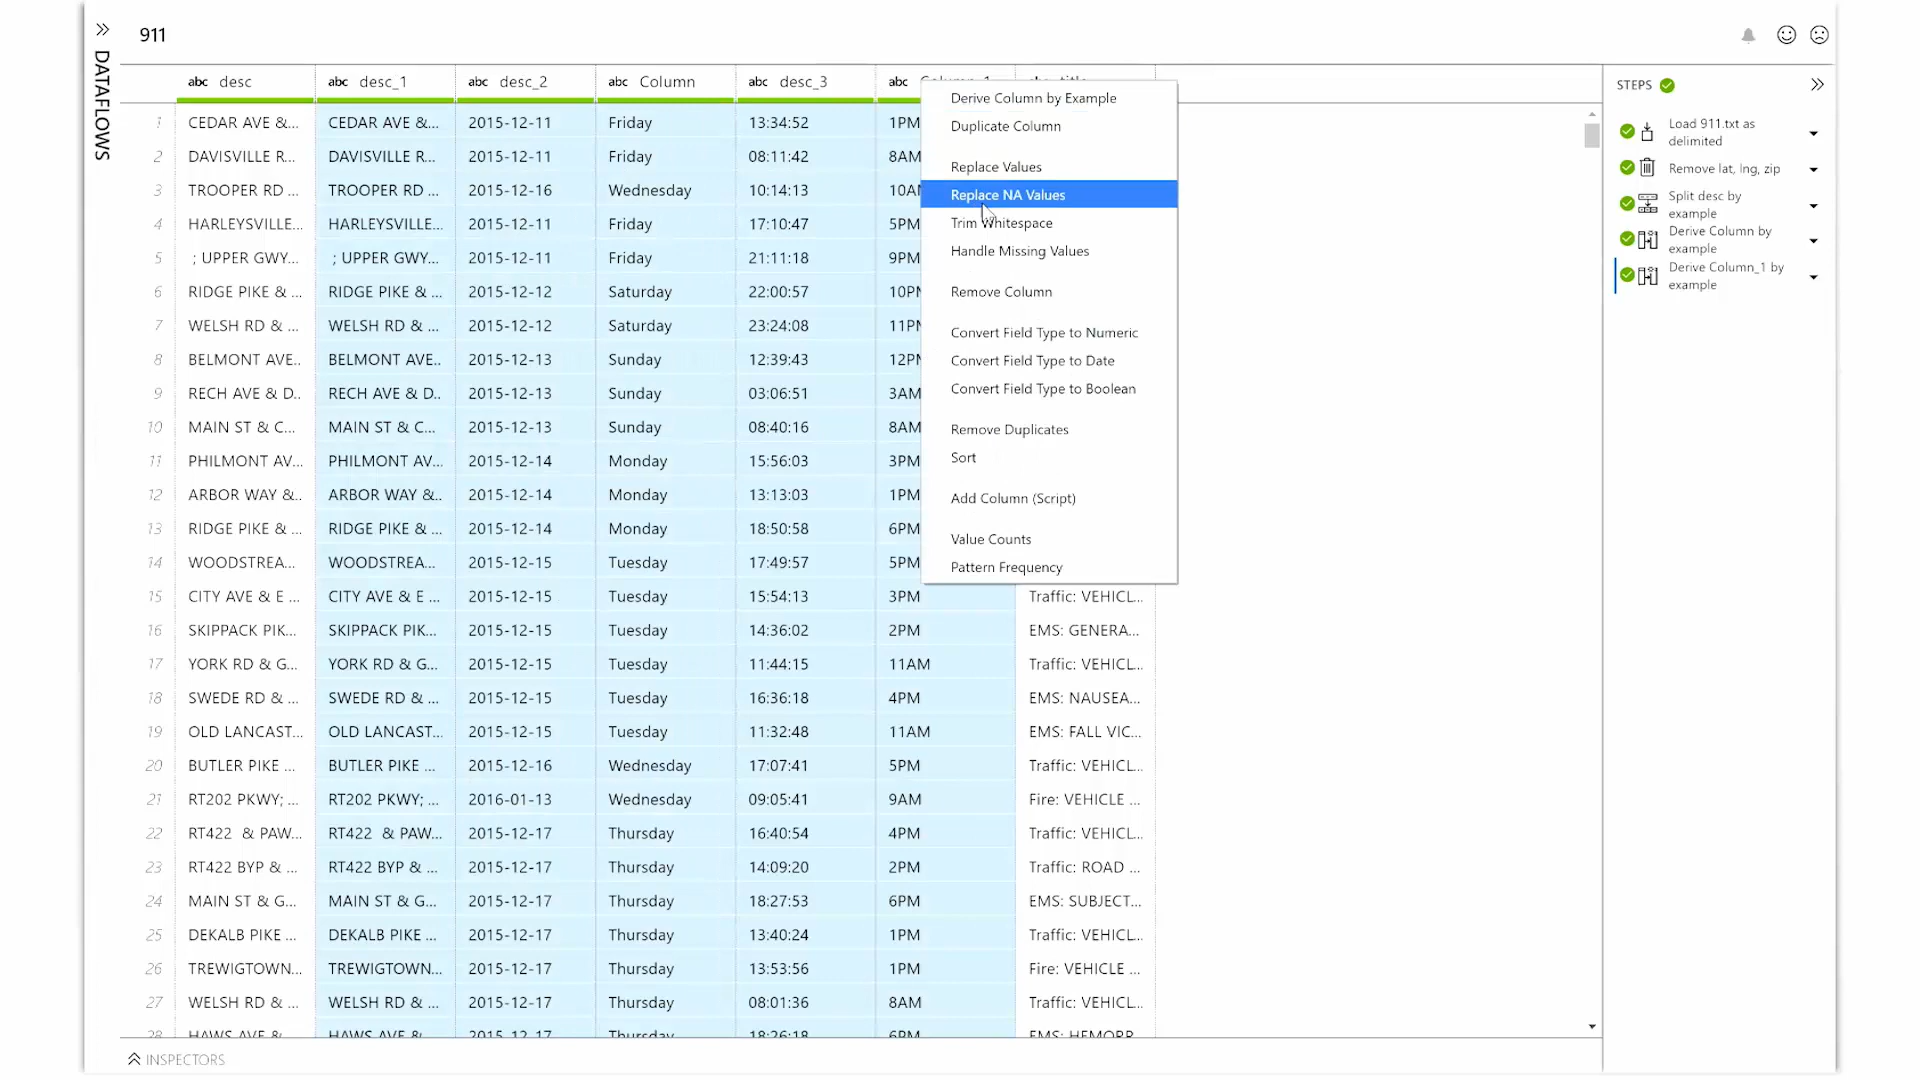 911
DATAFLOWS
abc desc abc desc_1 abc desc_2 abc Column abc desc_3 abc Column_1 abc title
1 CEDAR AVE &... CEDAR AVE &... 2015-12-11 Friday 13:34:52 1PM
2 DAVISVILLE R... DAVISVILLE R... 2015-12-11 Friday 08:11:42 8AM
3 TROOPER RD ... TROOPER RD ... 2015-12-16 Wednesday 10:14:13 10AM
4 HARLEYSVILLE... HARLEYSVILLE... 2015-12-11 Friday 17:10:47 5PM
5 ; UPPER GWY... ; UPPER GWY... 2015-12-11 Friday 21:11:18 9PM
6 RIDGE PIKE & ... RIDGE PIKE & ... 2015-12-12 Saturday 22:00:57 10PM
7 WELSH RD & ... WELSH RD & ... 2015-12-12 Saturday 23:24:08 11PM
8 BELMONT AVE.. BELMONT AVE.. 2015-12-13 Sunday 12:39:43 12PM
9 RECH AVE & D.. RECH AVE & D.. 2015-12-13 Sunday 03:06:51 3AM
10 MAIN ST & C... MAIN ST & C... 2015-12-13 Sunday 08:40:16 8AM
11 PHILMONT AV... PHILMONT AV... 2015-12-14 Monday 15:56:03 3PM
12 ARBOR WAY &.. ARBOR WAY &.. 2015-12-14 Monday 13:13:03 1PM
13 RIDGE PIKE & ... RIDGE PIKE & ... 2015-12-14 Monday 18:50:58 6PM
14 WOODSTREA... WOODSTREA... 2015-12-15 Tuesday 17:49:57 5PM
15 CITY AVE & E ... CITY AVE & E ... 2015-12-15 Tuesday 15:54:13 3PM Traffic: VEHICL...
16 SKIPPACK PIK... SKIPPACK PIK... 2015-12-15 Tuesday 14:36:02 2PM EMS: GENERA...
17 YORK RD & G... YORK RD & G... 2015-12-15 Tuesday 11:44:15 11AM Traffic: VEHICL...
18 SWEDE RD & ... SWEDE RD & ... 2015-12-15 Tuesday 16:36:18 4PM EMS: NAUSEA...
19 OLD LANCAST... OLD LANCAST... 2015-12-15 Tuesday 11:32:48 11AM EMS: FALL VIC...
20 BUTLER PIKE ... BUTLER PIKE ... 2015-12-16 Wednesday 17:07:41 5PM Traffic: VEHICL...
21 RT202 PKWY; ... RT202 PKWY; ... 2016-01-13 Wednesday 09:05:41 9AM Fire: VEHICLE ...
22 RT422 & PAW... RT422 & PAW... 2015-12-17 Thursday 16:40:54 4PM Traffic: VEHICL...
23 RT422 BYP & ... RT422 BYP & ... 2015-12-17 Thursday 14:09:20 2PM Traffic: ROAD ...
24 MAIN ST & G... MAIN ST & G... 2015-12-17 Thursday 18:27:53 6PM EMS: SUBJECT...
25 DEKALB PIKE ... DEKALB PIKE ... 2015-12-17 Thursday 13:40:24 1PM Traffic: VEHICL...
26 TREWIGTOWN... TREWIGTOWN... 2015-12-17 Thursday 13:53:56 1PM Fire: VEHICLE ...
27 WELSH RD & ... WELSH RD & ... 2015-12-17 Thursday 08:01:36 8AM Traffic: VEHICL...
28 HAWS AVE & HAWS AVE & 2015-12-17 Thursday 18:26:18 6PM EMS: HEMORR
Derive Column by Example
Duplicate Column
Replace Values
Replace NA Values
Trim Whitespace
Handle Missing Values
Remove Column
Convert Field Type to Numeric
Convert Field Type to Date
Convert Field Type to Boolean
Remove Duplicates
Sort
Add Column (Script)
Value Counts
Pattern Frequency
STEPS
Load 911.txt as
delimited
Remove lat, lng, zip
Split desc by
example
Derive Column by
example
Derive Column_1 by
example
INSPECTORS